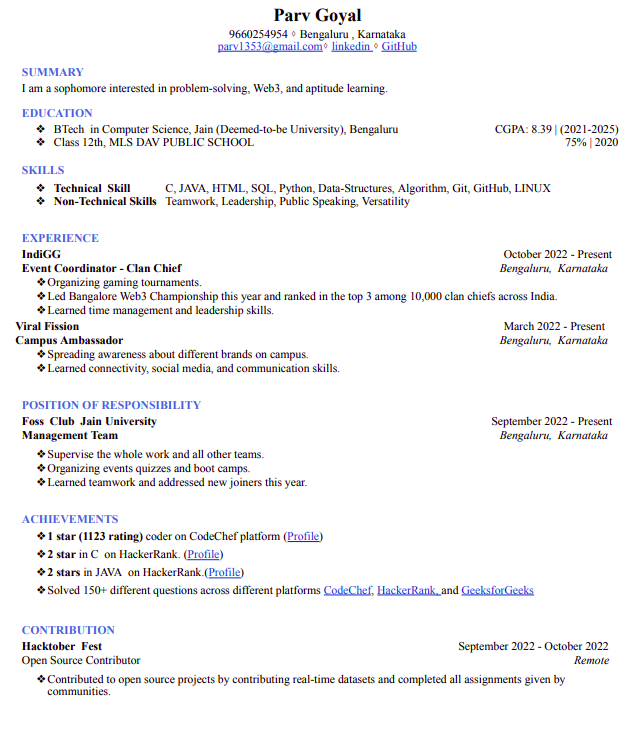 Parv Goyal
9660254954 ◊ Bengaluru , Karnataka
parv1353@gmail.com◊ linkedin ◊ GitHub
SUMMARY
I am a sophomore interested in problem-solving, Web3, and aptitude learning.
EDUCATION
❖ BTech in Computer Science, Jain (Deemed-to-be University), Bengaluru CGPA: 8.39 | (2021-2025)
❖ Class 12th, MLS DAV PUBLIC SCHOOL 75% | 2020
SKILLS
❖ Technical Skill C, JAVA, HTML, SQL, Python, Data-Structures, Algorithm, Git, GitHub, LINUX
❖ Non-Technical Skills Teamwork, Leadership, Public Speaking, Versatility
EXPERIENCE
IndiGG October 2022 - Present
Event Coordinator - Clan Chief Bengaluru, Karnataka
❖Organizing gaming tournaments.
❖Led Bangalore Web3 Championship this year and ranked in the top 3 among 10,000 clan chiefs across India.
❖Learned time management and leadership skills.
Viral Fission March 2022 - Present
Campus Ambassador Bengaluru, Karnataka
❖Spreading awareness about different brands on campus.
❖Learned connectivity, social media, and communication skills.
POSITION OF RESPONSIBILITY
Foss Club Jain University September 2022 - Present
Management Team Bengaluru, Karnataka
❖Supervise the whole work and all other teams.
❖Organizing events quizzes and boot camps.
❖Learned teamwork and addressed new joiners this year.
ACHIEVEMENTS
❖1 star (1123 rating) coder on CodeChef platform (Profile)
❖2 star in C on HackerRank. (Profile)
❖2 stars in JAVA on HackerRank.(Profile)
❖Solved 150+ different questions across different platforms CodeChef, HackerRank, and GeeksforGeeks
CONTRIBUTION
Hacktober Fest September 2022 - October 2022
Open Source Contributor Remote
❖Contributed to open source projects by contributing real-time datasets and completed all assignments given by
communities.